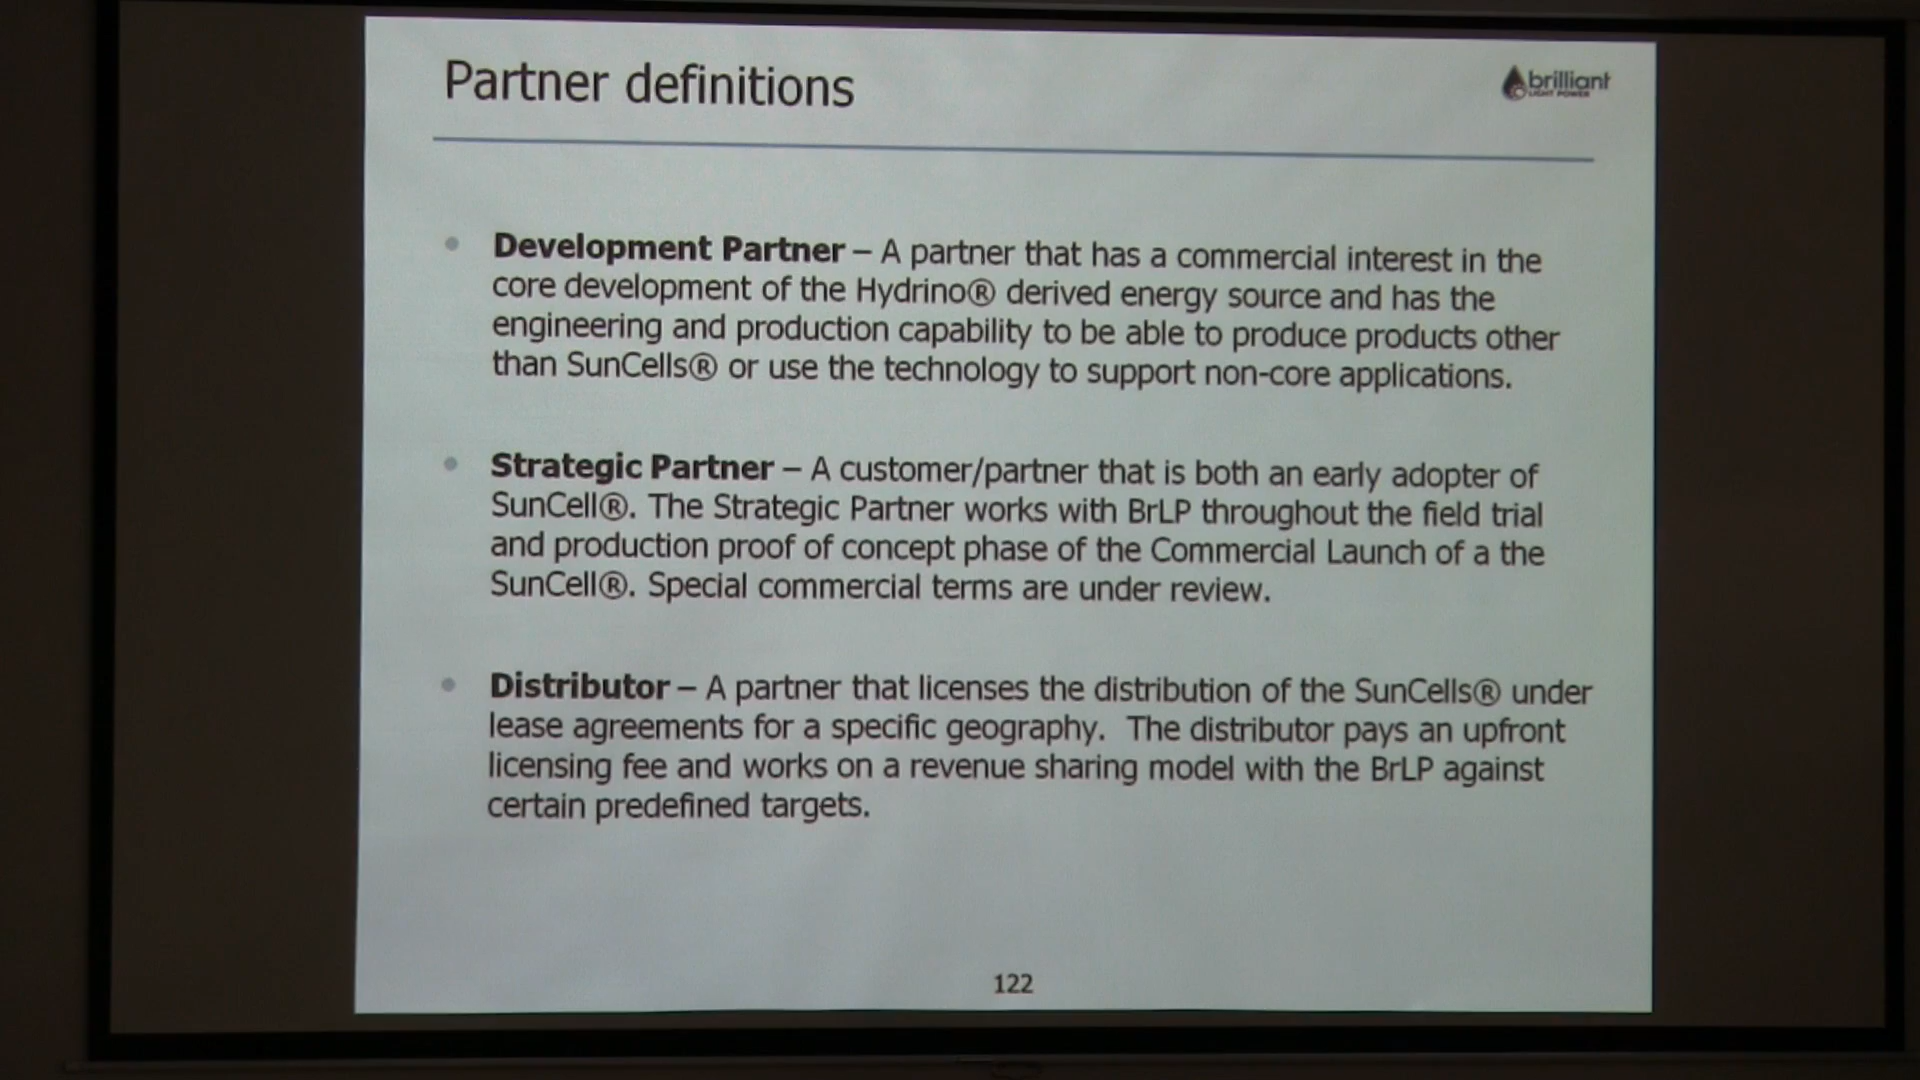 Partner definitions
brilliant
LIGHT POWER
Development Partner – A partner that has a commercial interest in the
core development of the Hydrino® derived energy source and has the
engineering and production capability to be able to produce products other
than SunCells® or use the technology to support non-core applications.
Strategic Partner – A customer/partner that is both an early adopter of
SunCell®. The Strategic Partner works with BrLP throughout the field trial
and production proof of concept phase of the Commercial Launch of a the
SunCell®. Special commercial terms are under review.
Distributor – A partner that licenses the distribution of the SunCells® under
lease agreements for a specific geography.  The distributor pays an upfront
licensing fee and works on a revenue sharing model with the BrLP against
certain predefined targets.
122